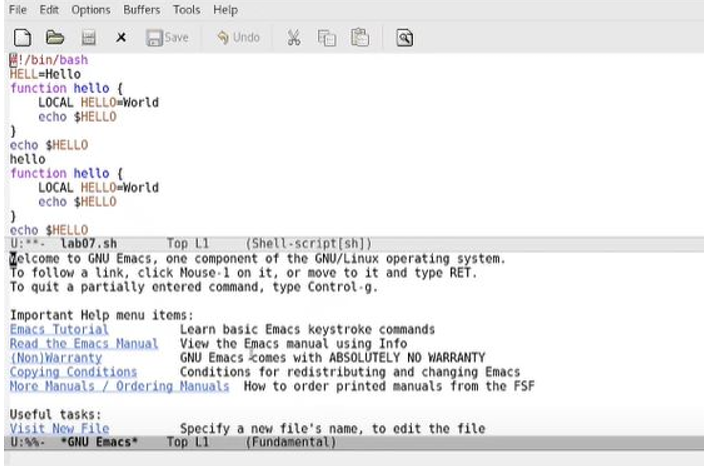 File Edit Options Buffers Tools Help
Save Undo
#!/bin/bash
HELL=Hello
function hello {
    LOCAL HELLO=World
    echo $HELLO
}
echo $HELLO
hello
function hello {
    LOCAL HELLO=World
    echo $HELLO
}
echo $HELLO
U:**- lab07.sh Top L1 (Shell-script[sh])
Welcome to GNU Emacs, one component of the GNU/Linux operating system.
To follow a link, click Mouse-1 on it, or move to it and type RET.
To quit a partially entered command, type Control-g.
Important Help menu items:
Emacs Tutorial Learn basic Emacs keystroke commands
Read the Emacs Manual View the Emacs manual using Info
(Non)Warranty GNU Emacs comes with ABSOLUTELY NO WARRANTY
Copying Conditions Conditions for redistributing and changing Emacs
More Manuals / Ordering Manuals How to order printed manuals from the FSF
Useful tasks:
Visit New File Specify a new file's name, to edit the file
U:%%- *GNU Emacs* Top L1 (Fundamental)